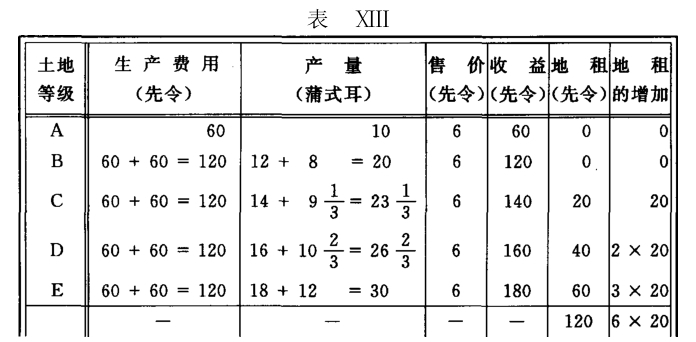 表 XIII
土地 生产费用 产量 售价 收益 地租 地租
等级 (先令) (蒲式耳) (先令) (先令) (先令) 的增加
A 60 10 6 60 0 0
B 60 + 60 = 120 12 + 8 = 20 6 120 0 0
C 60 + 60 = 120 14 + 9 1/3 = 23 1/3 6 140 20 20
D 60 + 60 = 120 16 + 10 2/3 = 26 2/3 6 160 40 2 × 20
E 60 + 60 = 120 18 + 12 = 30 6 180 60 3 × 20
— — — — 120 6 × 20